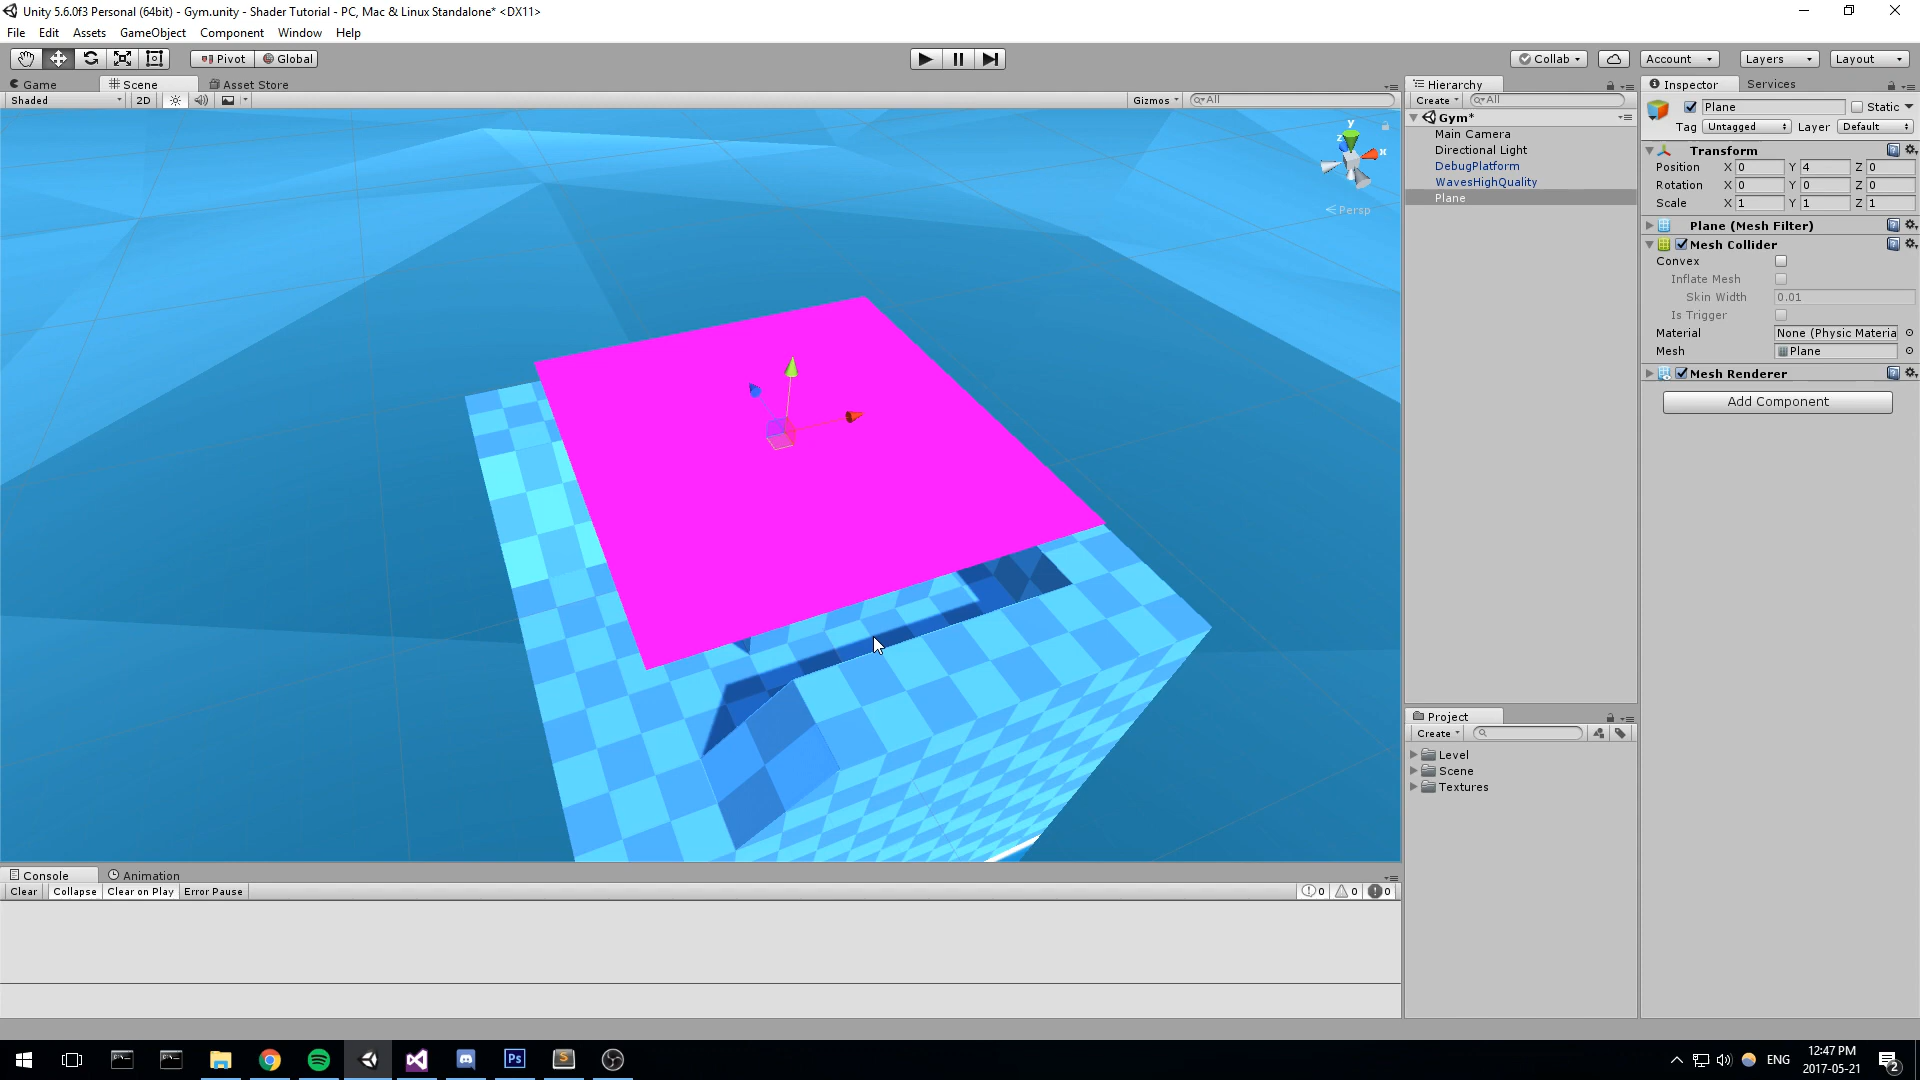 Unity 5.6.0f3 Personal (64bit) - Gym.unity - Shader Tutorial - PC, Mac & Linux Standalone* <DX11>
File Edit Assets GameObject Component Window Help
Pivot Global
Collab Account Layers Layout
Game Scene Asset Store
Shaded 2D Gizmos All
y
z
x
Persp
Hierarchy
Create All
Gym*
Main Camera
Directional Light
DebugPlatform
WavesHighQuality
Plane
Inspector Services
Plane Static
Tag Untagged Layer Default
Transform
Position X 0 Y 4 Z 0
Rotation X 0 Y 0 Z 0
Scale X 1 Y 1 Z 1
Plane (Mesh Filter)
Mesh Collider
Convex
Inflate Mesh
Skin Width 0.01
Is Trigger
Material None (Physic Materia
Mesh Plane
Mesh Renderer
Add Component
Project
Create
Level
Scene
Textures
Console Animation
Clear Collapse Clear on Play Error Pause 0 0 0
Ps
S
ENG
12:47 PM
2017-05-21
2